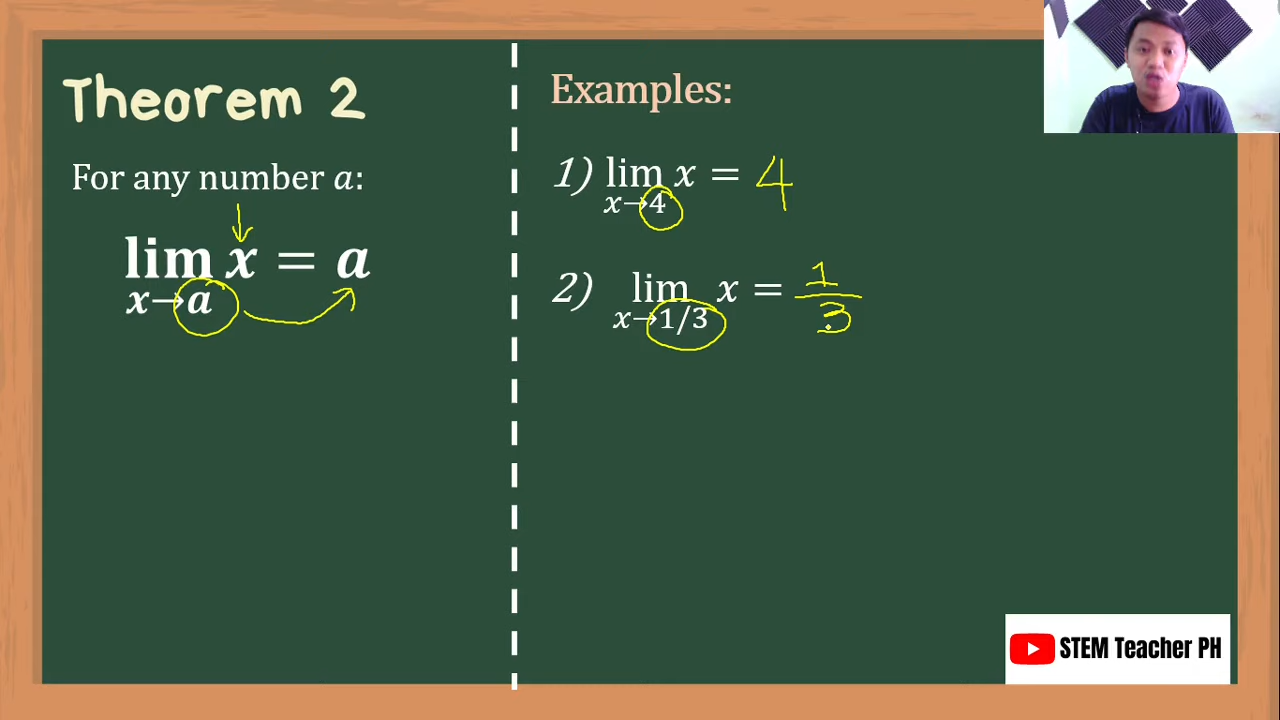 Theorem 2
For any number a:
lim x = a
x→a
Examples:
1) lim x = 4
x→4
2) lim x = 1/3
x→1/3
STEM Teacher PH